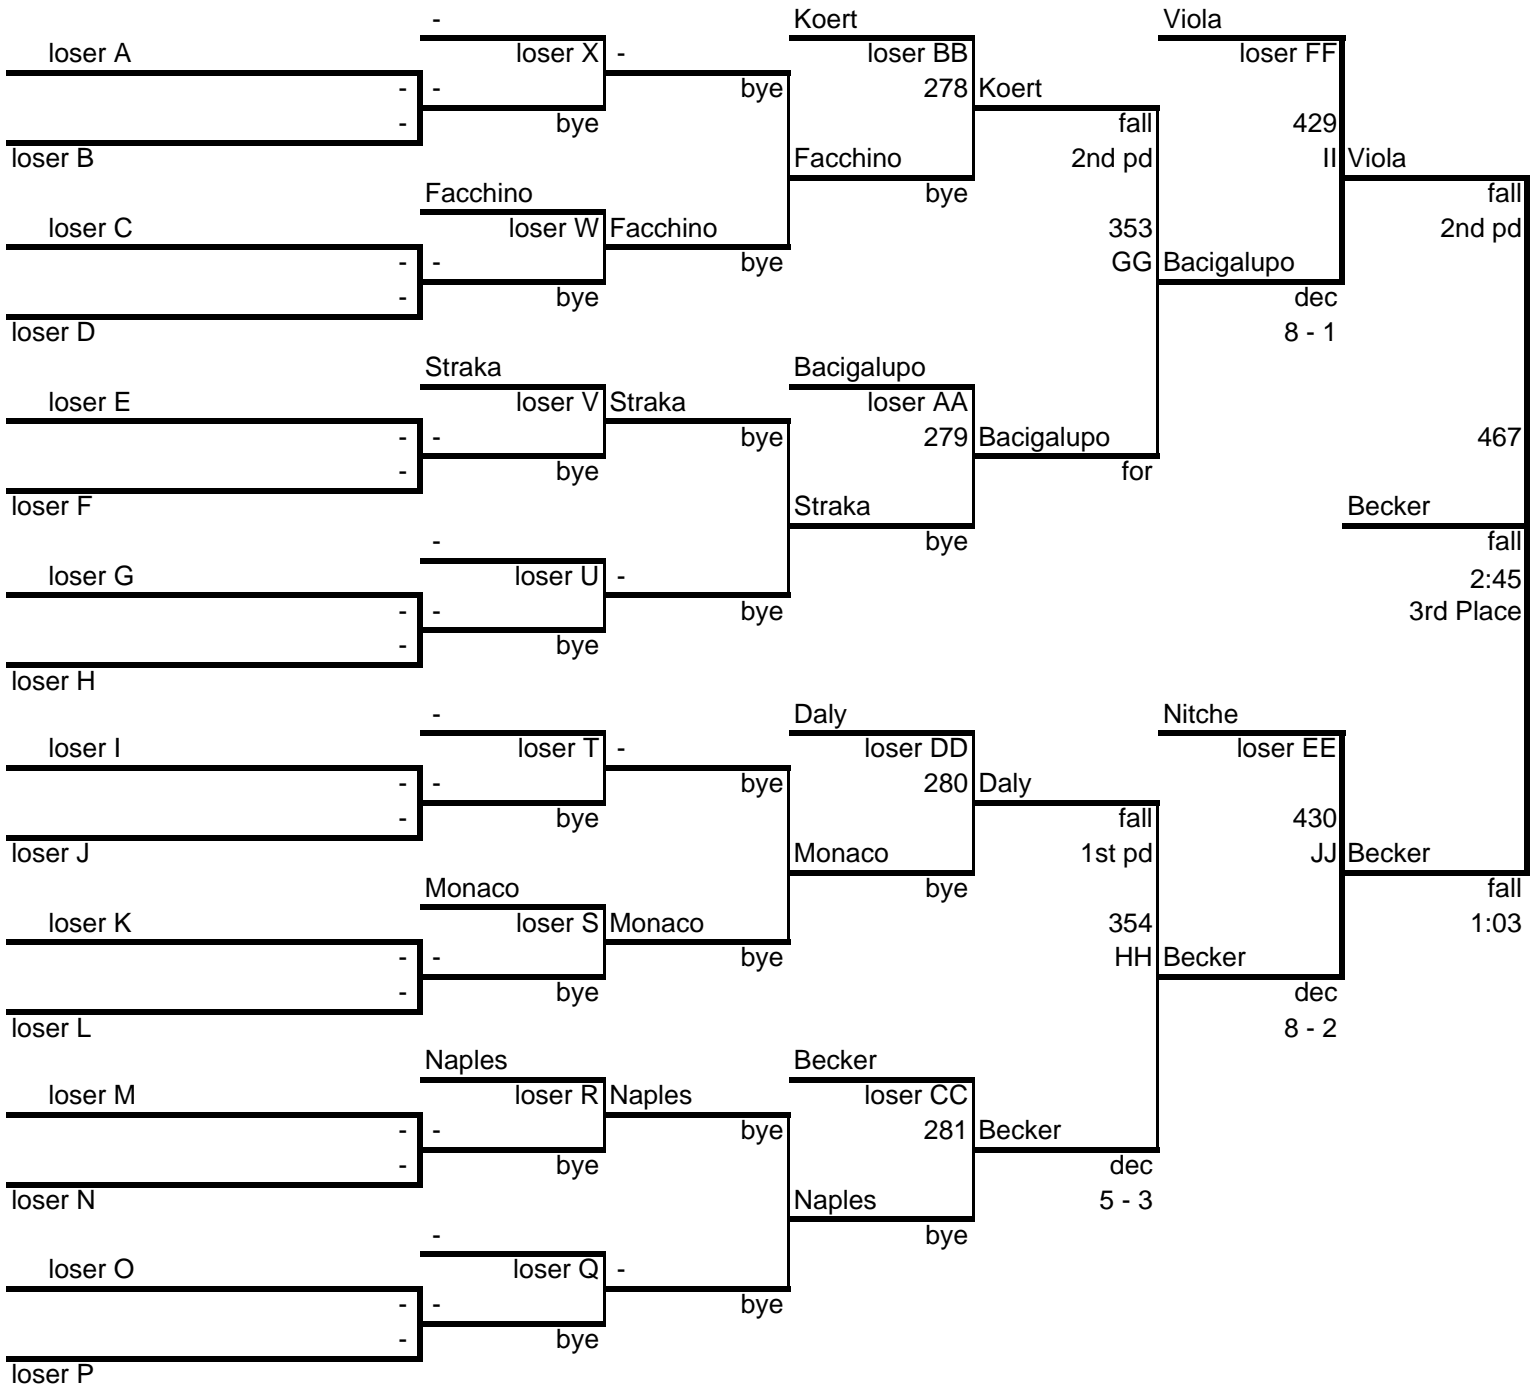 - Koert Viola
loser A loser X - loser BB loser FF
- - bye 278 Koert
- bye fall 429
loser B Facchino 2nd pd II Viola
Facchino bye fall
loser C loser W Facchino 353 2nd pd
- - bye GG Bacigalupo
- bye dec
loser D 8 - 1
Straka Bacigalupo
loser E loser V Straka loser AA
- - bye 279 Bacigalupo 467
- bye for
loser F Straka Becker
- bye fall
loser G loser U - 2:45
- - bye 3rd Place
- bye
loser H
- Daly Nitche
loser I loser T - loser DD loser EE
- - bye 280 Daly
- bye fall 430
loser J Monaco 1st pd JJ Becker
Monaco bye fall
loser K loser S Monaco 354 1:03
- - bye HH Becker
- bye dec
loser L 8 - 2
Naples Becker
loser M loser R Naples loser CC
- - bye 281 Becker
- bye dec
loser N Naples 5 - 3
- bye
loser O loser Q -
- - bye
- bye
loser P